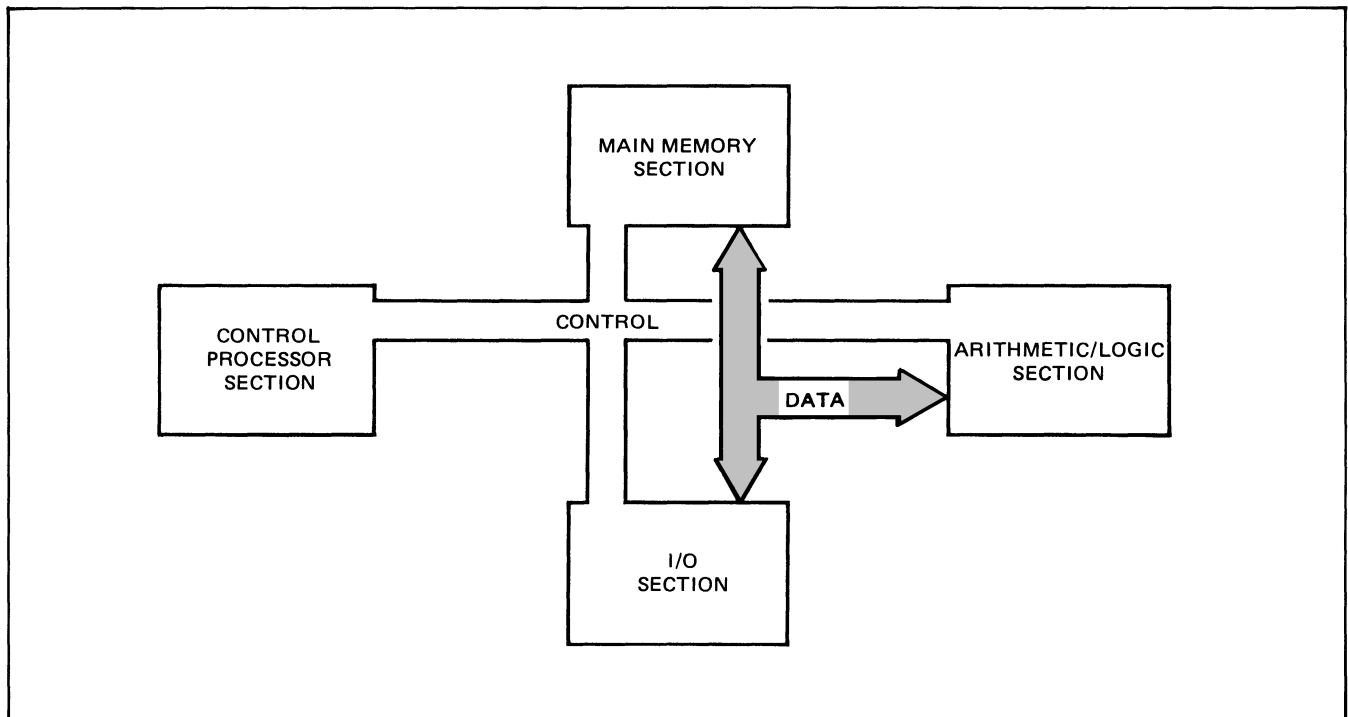 MAIN MEMORY
SECTION
CONTROL
PROCESSOR
SECTION
CONTROL
ARITHMETIC/LOGIC
SECTION
DATA
I/O
SECTION